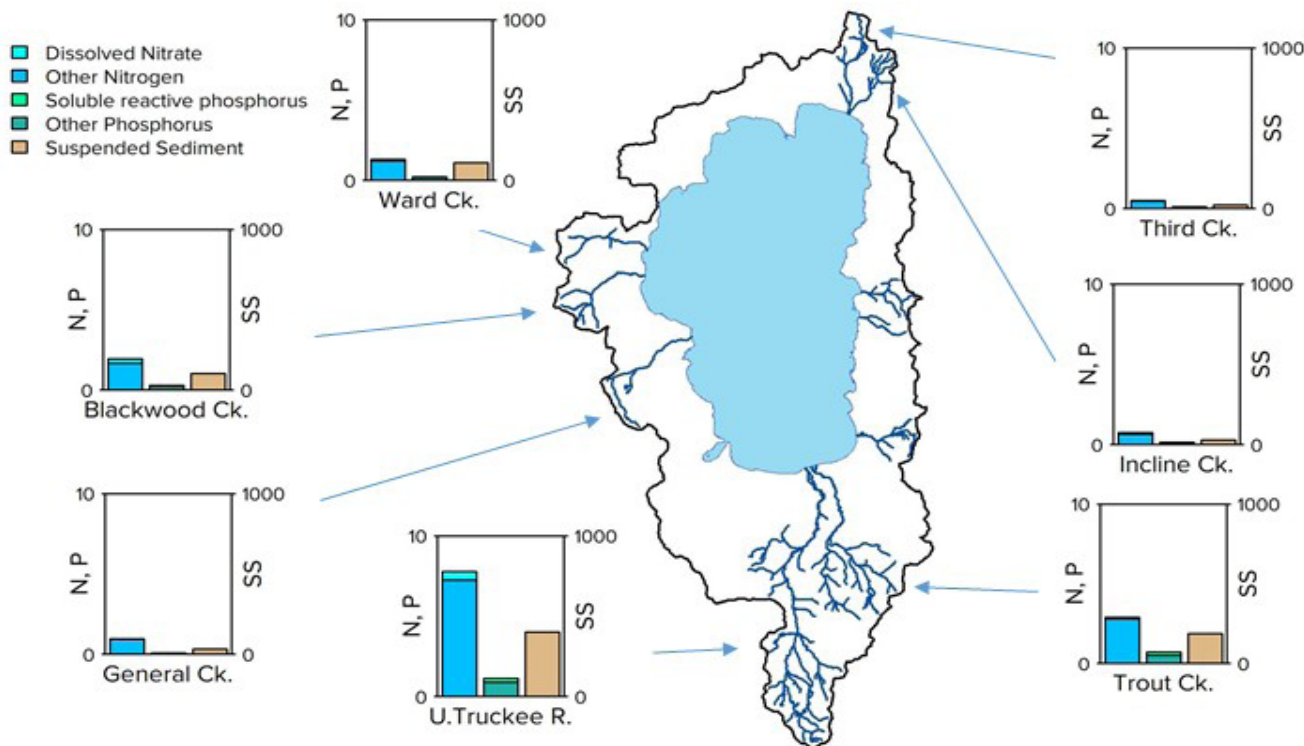 Dissolved Nitrate
Other Nitrogen
Soluble reactive phosphorus
Other Phosphorus
Suspended Sediment
10
1000
N, P
SS
0
0
Ward Ck.
10
1000
N, P
SS
0
0
Third Ck.
10
1000
N, P
SS
0
0
Blackwood Ck.
10
1000
N, P
SS
0
0
Incline Ck.
10
1000
N, P
SS
0
0
General Ck.
10
1000
N, P
SS
0
0
U.Truckee R.
10
1000
N, P
SS
0
0
Trout Ck.